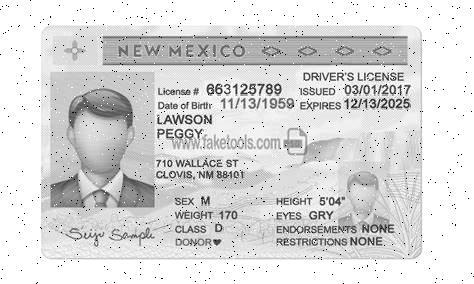 NEW MEXICO
DRIVER'S LICENSE
License # 663125789 ISSUED 03/01/2017
Date of Birth 11/13/1959 EXPIRES 12/13/2025
LAWSON
PEGGY
www.faketools.com
710 WALLACE ST
CLOVIS, NM 88101
SEX M HEIGHT 5'04"
WEIGHT 170 EYES GRY
CLASS D ENDORSEMENTS NONE
DONOR♥ RESTRICTIONS NONE
Seijo Sample